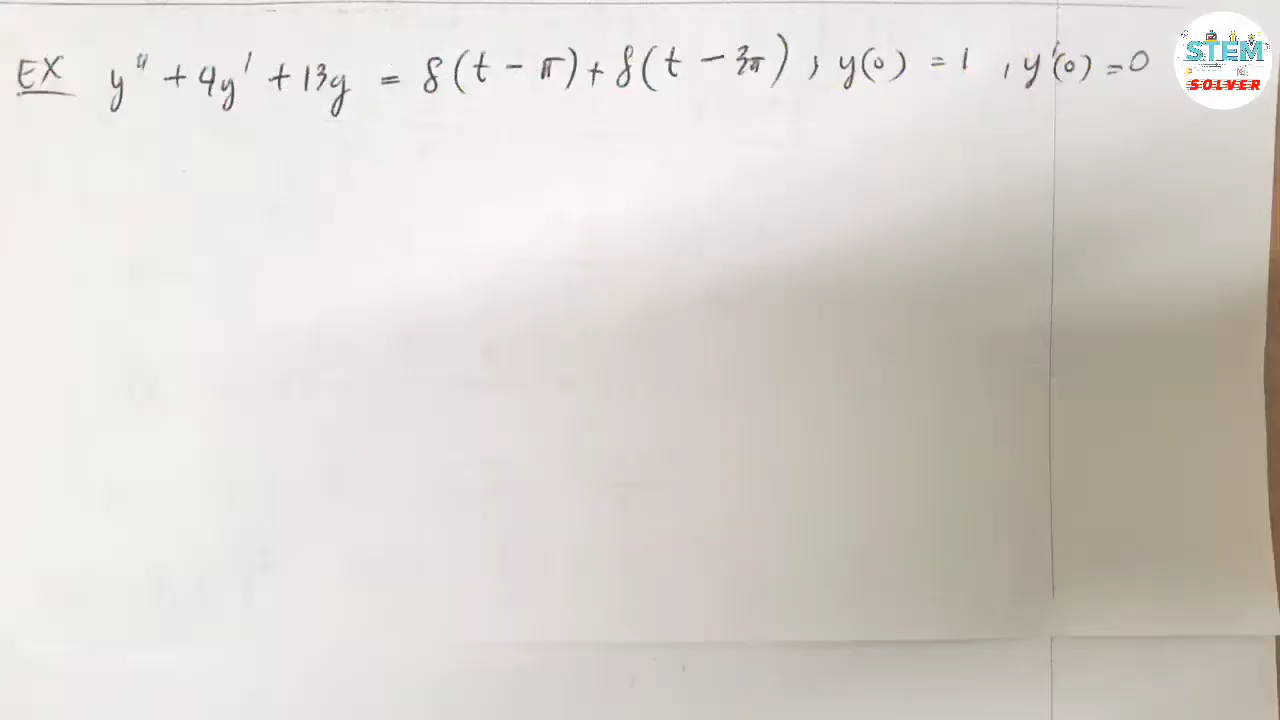 EX y" + 4y' + 13y = δ(t - π) + δ(t - 3π) , y(0) = 1 , y'(0) = 0
STEM
SOLVER